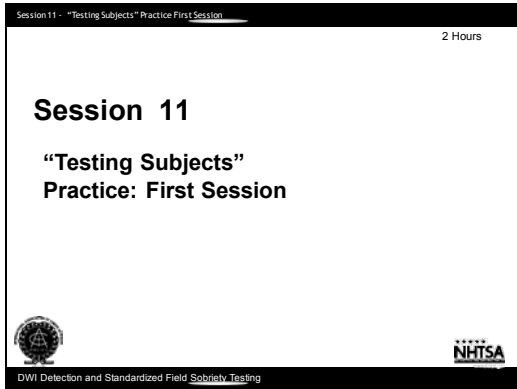 Session 11 - "Testing Subjects" Practice First Session
2 Hours
Session 11
“Testing Subjects”
Practice: First Session
NHTSA
DWI Detection and Standardized Field Sobriety Testing